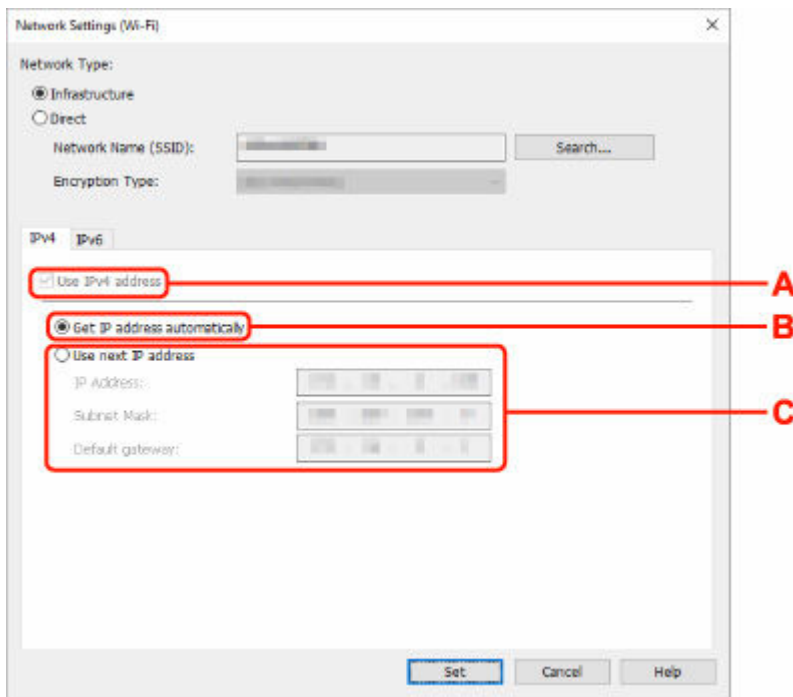 Network Settings (Wi-Fi)
Network Type:
Infrastructure
Direct
Network Name (SSID):
Search....
Encryption Type:
IPv4 IPv6
Use IPv4 address
A
Get IP address automatically
B
Use next IP address
IP Address:
Subnet Mask:
C
Default gateway:
Set Cancel Help